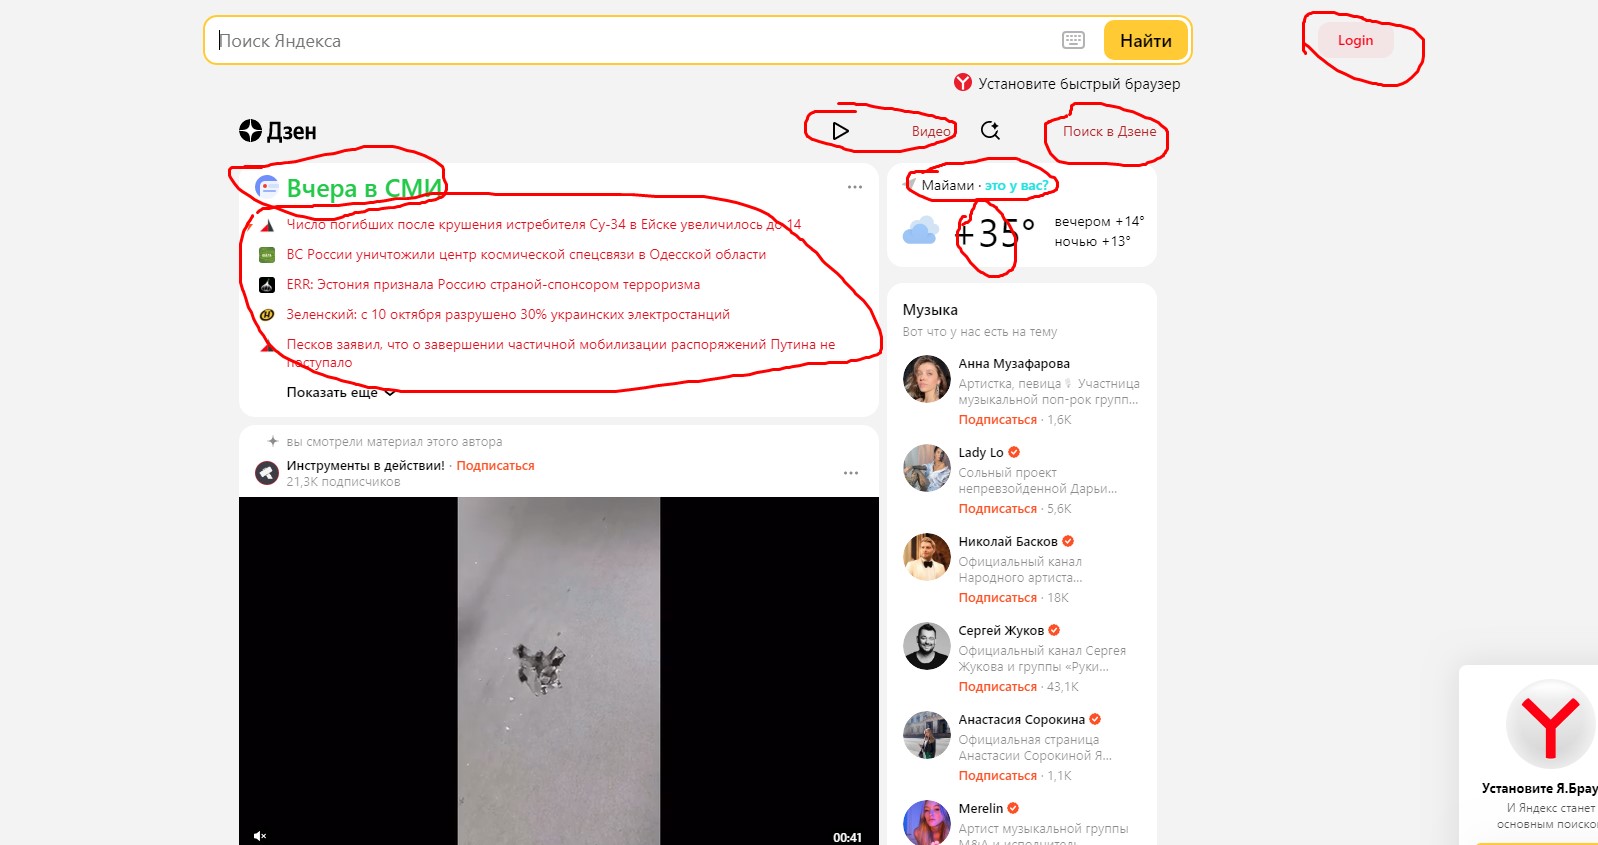 Поиск Яндекса
Найти
Login
Установите быстрый браузер
Дзен
Видео
Поиск в Дзене
Вчера в СМИ
Число погибших после крушения истребителя Су-34 в Ейске увеличилось до 14
ВС России уничтожили центр космической спецсвязи в Одесской области
ERR: Эстония признала Россию страной-спонсором терроризма
Зеленский: с 10 октября разрушено 30% украинских электростанций
Песков заявил, что о завершении частичной мобилизации распоряжений Путина не
поступало
Показать ещё
вы смотрели материал этого автора
Инструменты в действии! · Подписаться
21,3K подписчиков
00:41
Майами · это у вас?
+35°
вечером +14°
ночью +13°
Музыка
Вот что у нас есть на тему
Анна Музафарова
Артистка, певица Участница
музыкальной поп-рок групп...
Подписаться · 1,6K
Lady Lo
Сольный проект
непревзойденной Дарьи...
Подписаться · 5,6K
Николай Басков
Официальный канал
Народного артиста...
Подписаться · 18K
Сергей Жуков
Официальный канал Сергея
Жукова и группы «Руки...
Подписаться · 43,1K
Анастасия Сорокина
Официальная страница
Анастасии Сорокиной Я...
Подписаться · 1,1K
Merelin
Артист музыкальной группы
M&A и исполнитель
Установите Я.Брау
И Яндекс станет
основным поиско